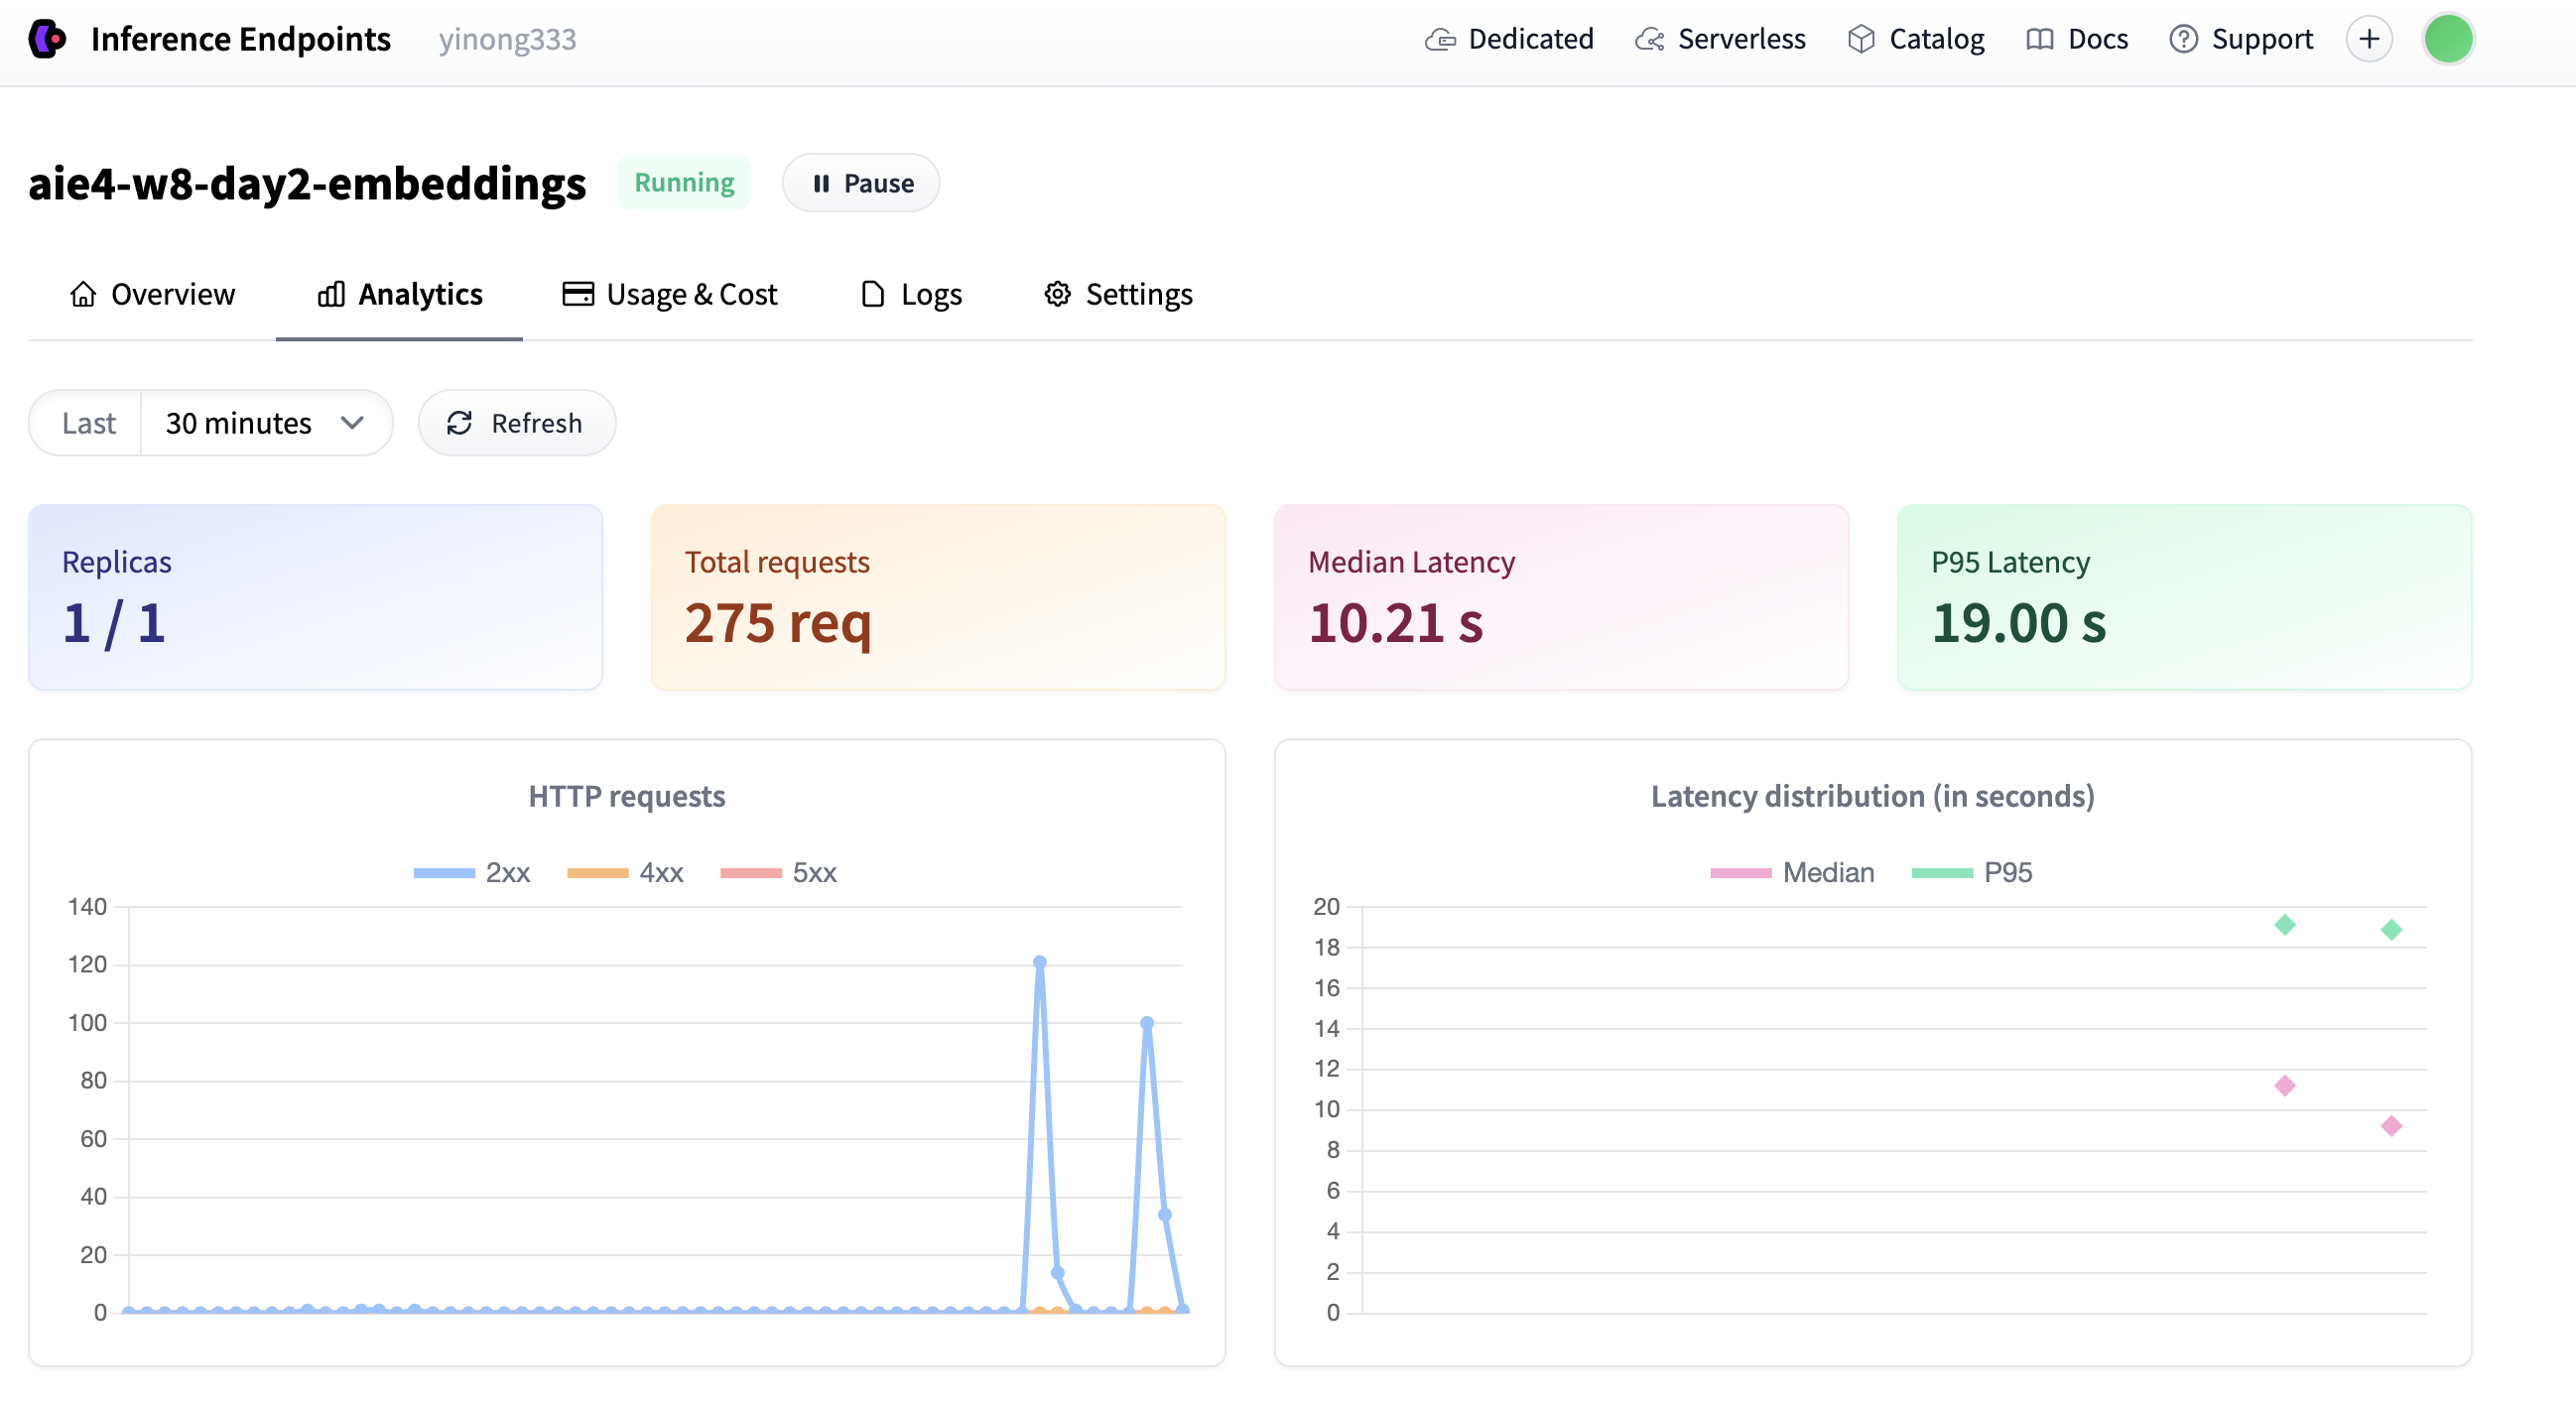 Inference Endpoints yinong333 Dedicated Serverless Catalog Docs Support
aie4-w8-day2-embeddings Running Pause
Overview Analytics Usage & Cost Logs Settings
Last 30 minutes Refresh
Replicas
1 / 1
Total requests
275 req
Median Latency
10.21 s
P95 Latency
19.00 s
HTTP requests
2xx 4xx 5xx
140
120
100
80
60
40
20
0
Latency distribution (in seconds)
Median P95
20
18
16
14
12
10
8
6
4
2
0